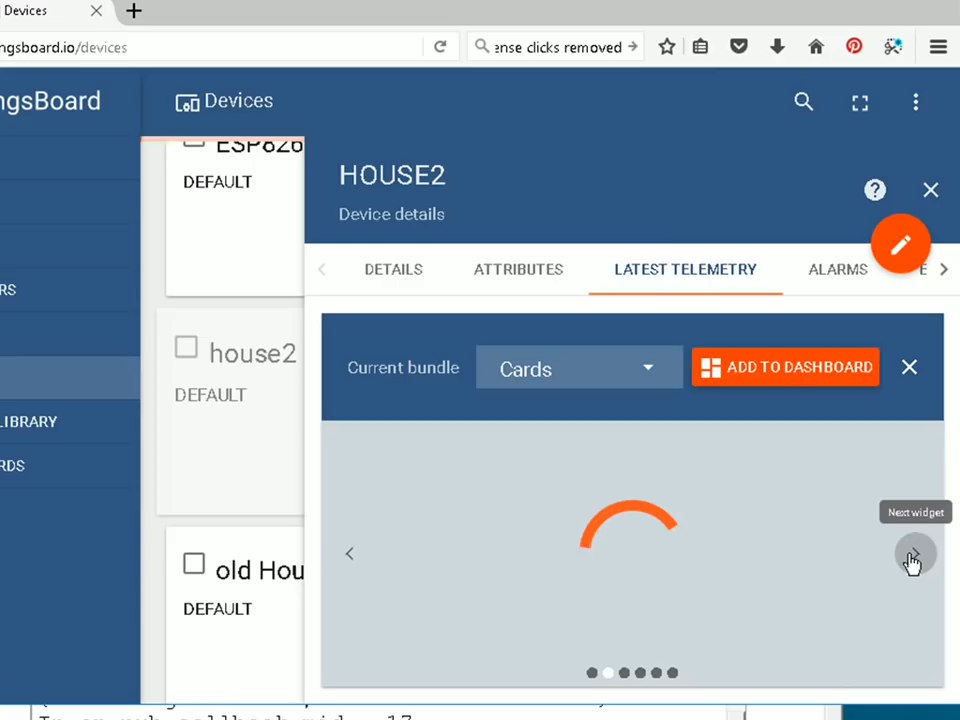 Devices
ngsboard.io/devices
ense clicks removed
ngsBoard
Devices
ESP826
DEFAULT
HOUSE2
Device details
DETAILS
ATTRIBUTES
LATEST TELEMETRY
ALARMS
E
RS
house2
DEFAULT
Current bundle
Cards
ADD TO DASHBOARD
LIBRARY
RDS
Next widget
old Hou
DEFAULT